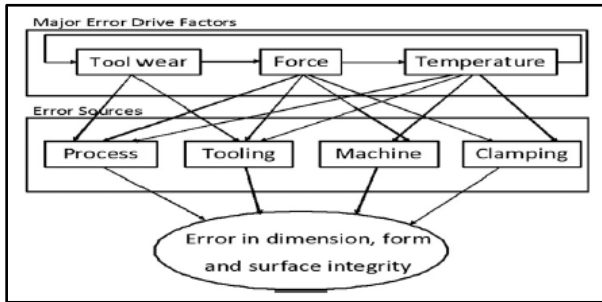 Major Error Drive Factors
Tool wear Force Temperature
Error Sources
Process Tooling Machine Clamping
Error in dimension, form
and surface integrity